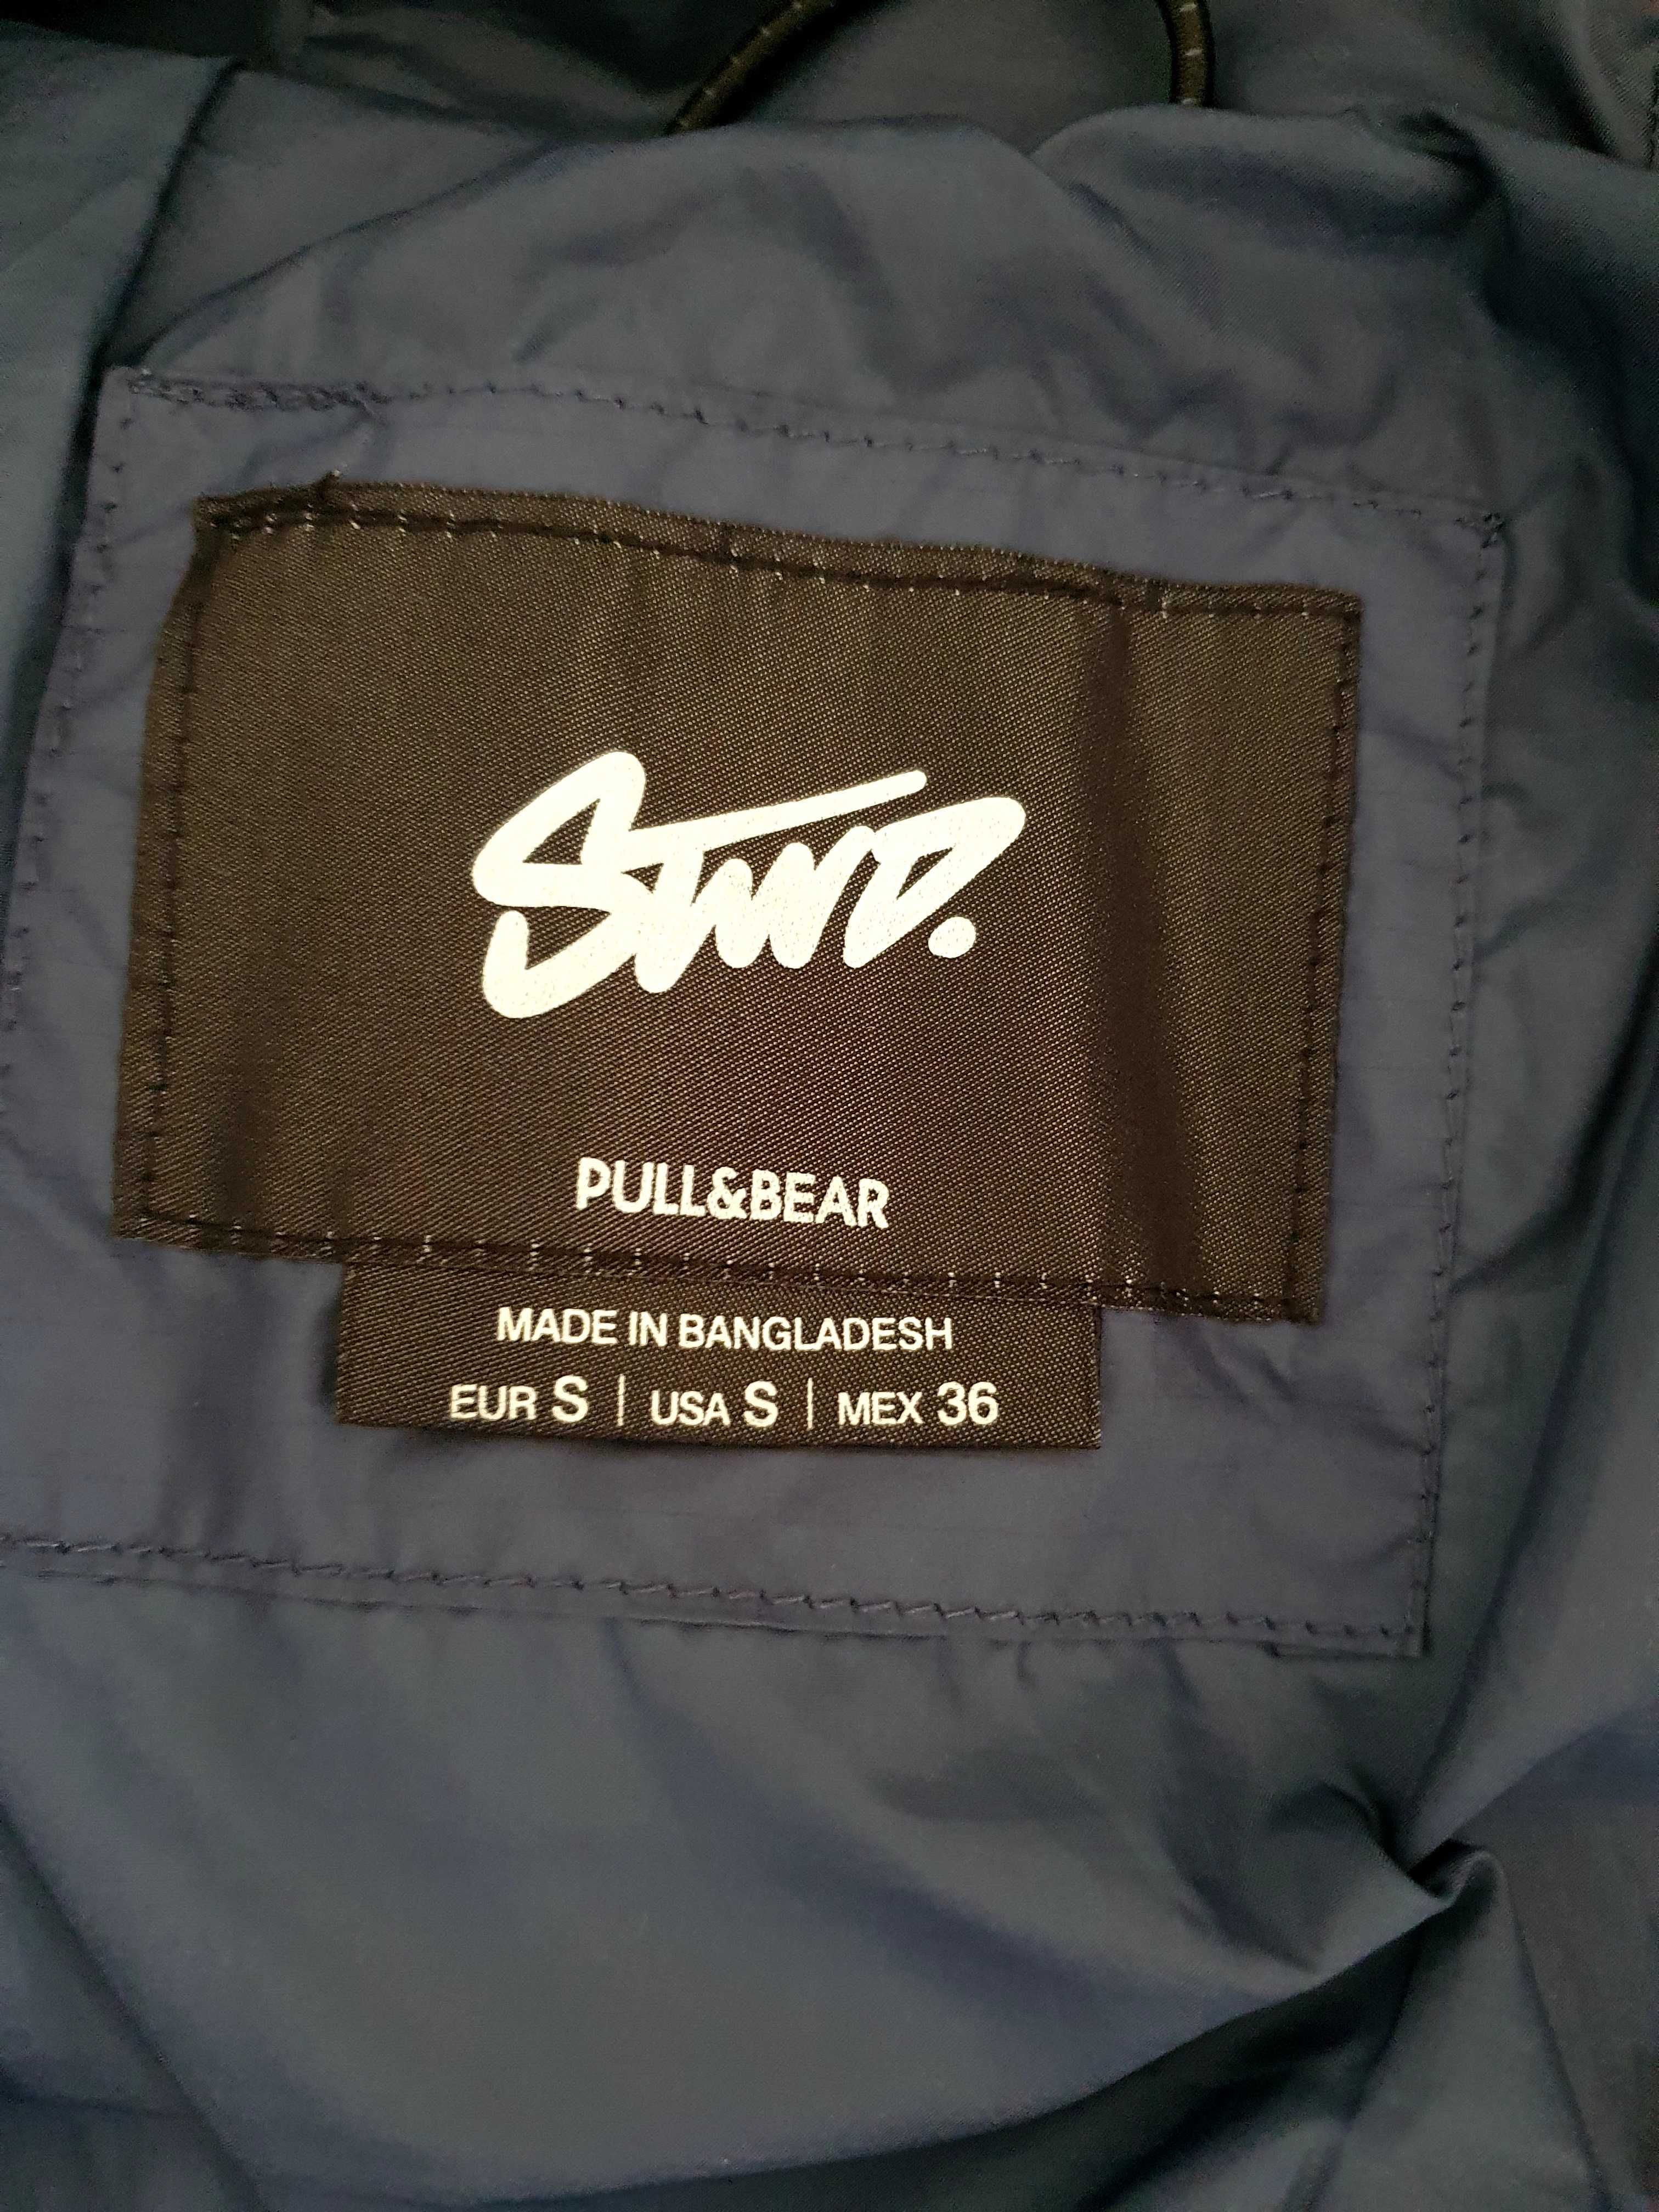 STWD.
PULL&BEAR
MADE IN BANGLADESH
EUR S | USA S | MEX 36